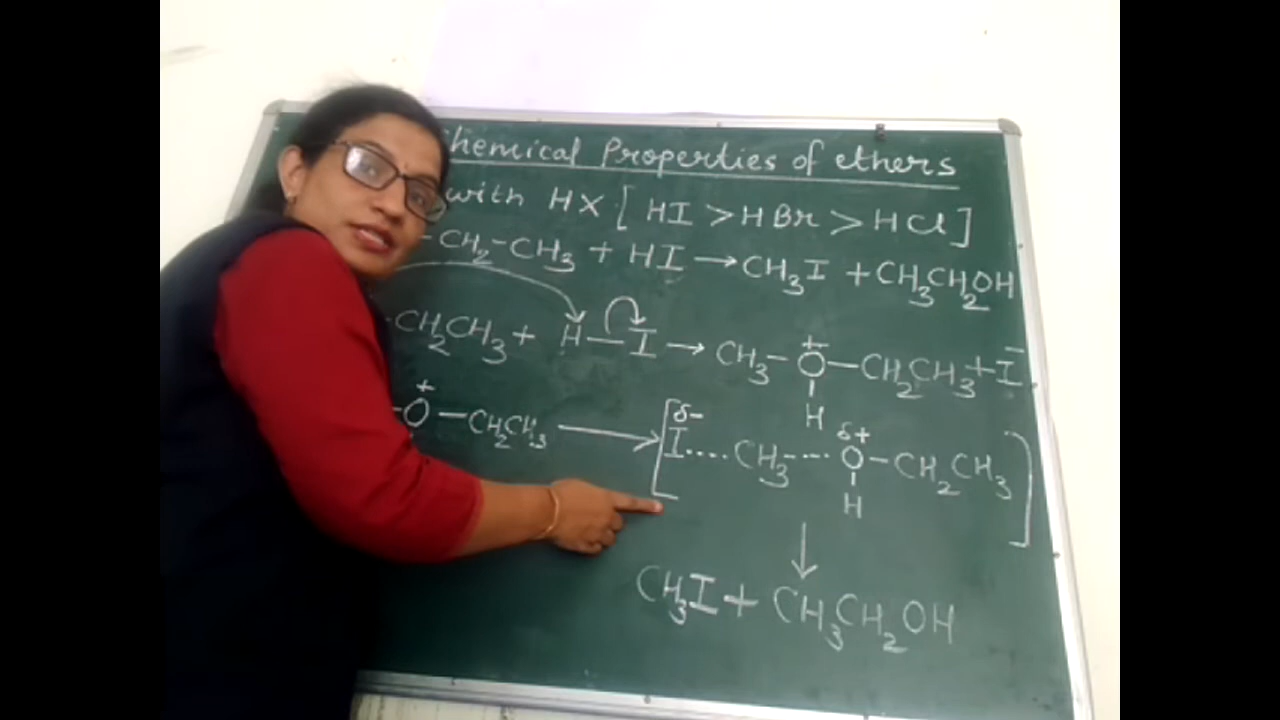 hemical Properties of ethers
with HX [HI > HBr > HCl]
-CH₂-CH₃ + HI → CH₃I + CH₃CH₂OH
CH₂CH₃ + H—I → CH₃-O⁺(H)—CH₂CH₃ + I⁻
-O⁺—CH₂CH₃ → [I^δ-....CH₃-....O^δ+(H)-CH₂CH₃]
↓
CH₃I + CH₃CH₂OH